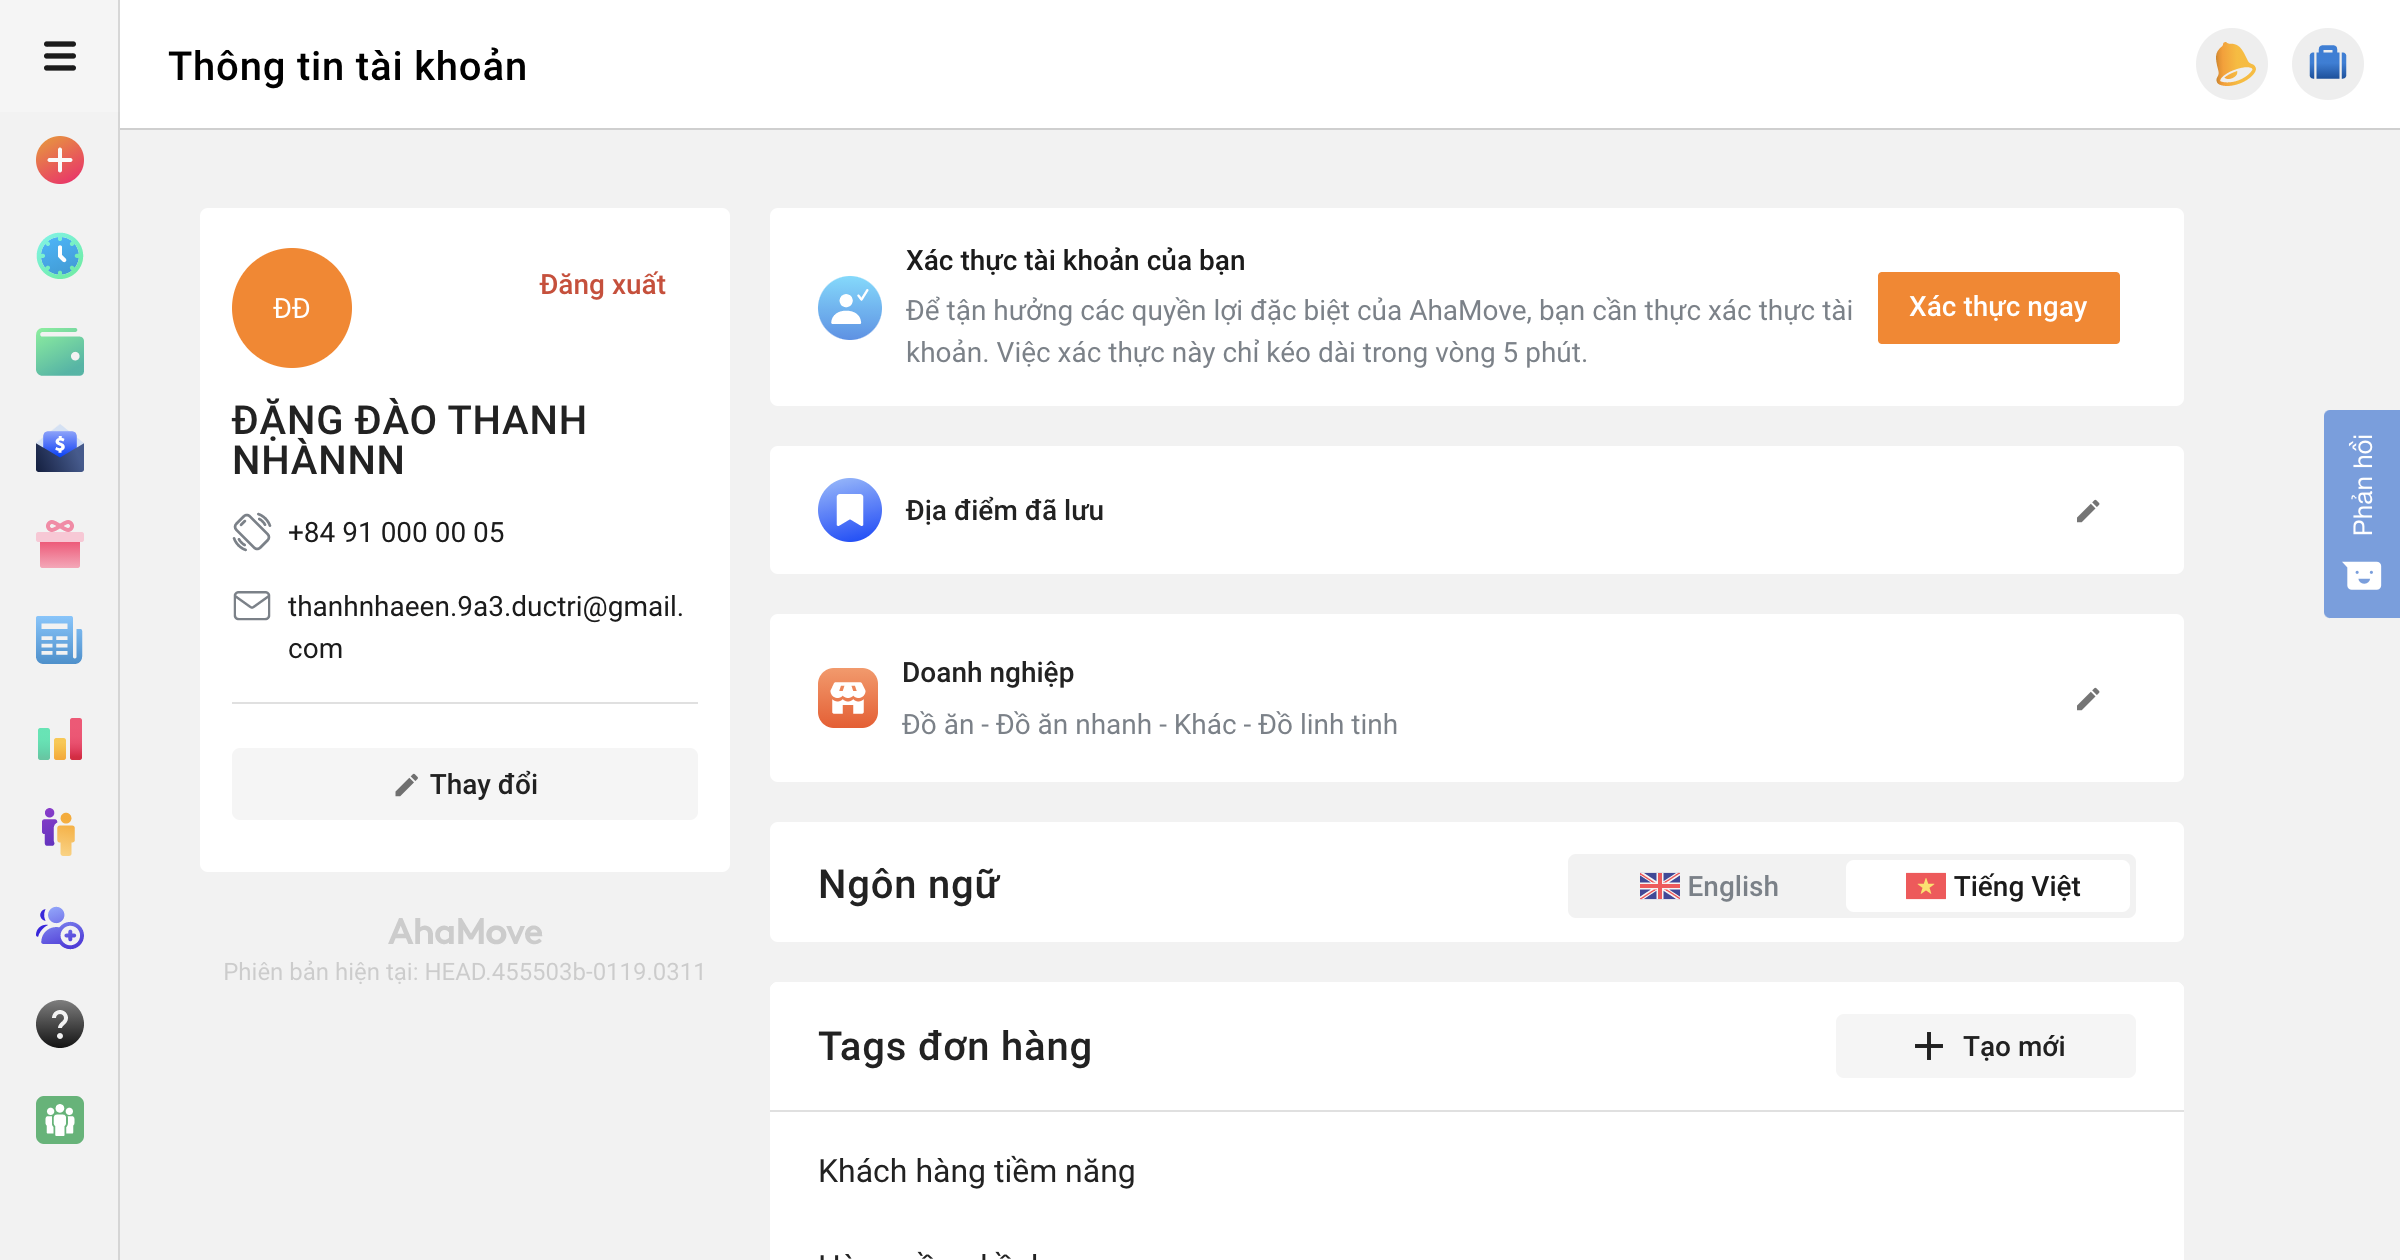 Thông tin tài khoản
ĐĐ
Đăng xuất
ĐẶNG ĐÀO THANH
NHÀNNN
+84 91 000 00 05
thanhnhaeen.9a3.ductri@gmail.
com
Thay đổi
AhaMove
Phiên bản hiện tại: HEAD.455503b-0119.0311
Xác thực tài khoản của bạn
Để tận hưởng các quyền lợi đặc biệt của AhaMove, bạn cần thực xác thực tài
khoản. Việc xác thực này chỉ kéo dài trong vòng 5 phút.
Xác thực ngay
Địa điểm đã lưu
Doanh nghiệp
Đồ ăn - Đồ ăn nhanh - Khác - Đồ linh tinh
Ngôn ngữ
English
Tiếng Việt
Tags đơn hàng
Tạo mới
Khách hàng tiềm năng
Phản hồi